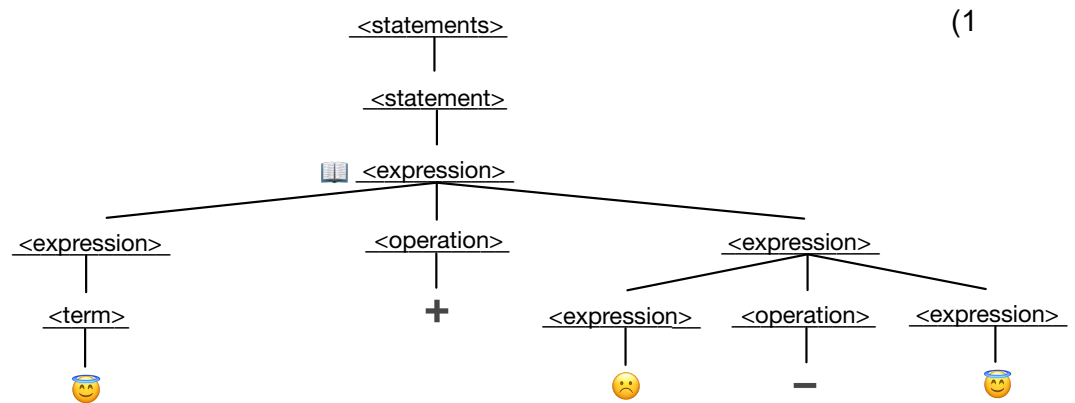 (1
<statements>
<statement>
📖 <expression>
<expression> <operation> <expression>
<term> ➕ <expression> <operation> <expression>
😇 ☹️ ➖ 😇